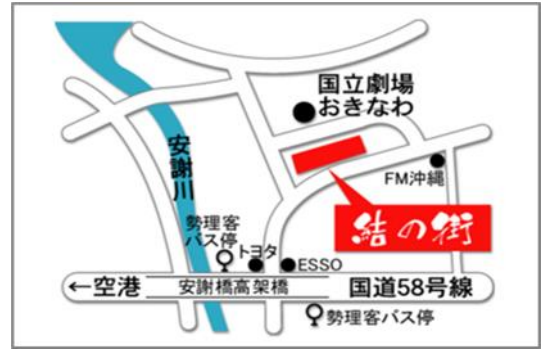 国立劇場
おきなわ
安謝川
FM沖縄
結の街
勢理客
バス停
トヨタ
ESSO
←空港
安謝橋高架橋
国道58号線
勢理客バス停